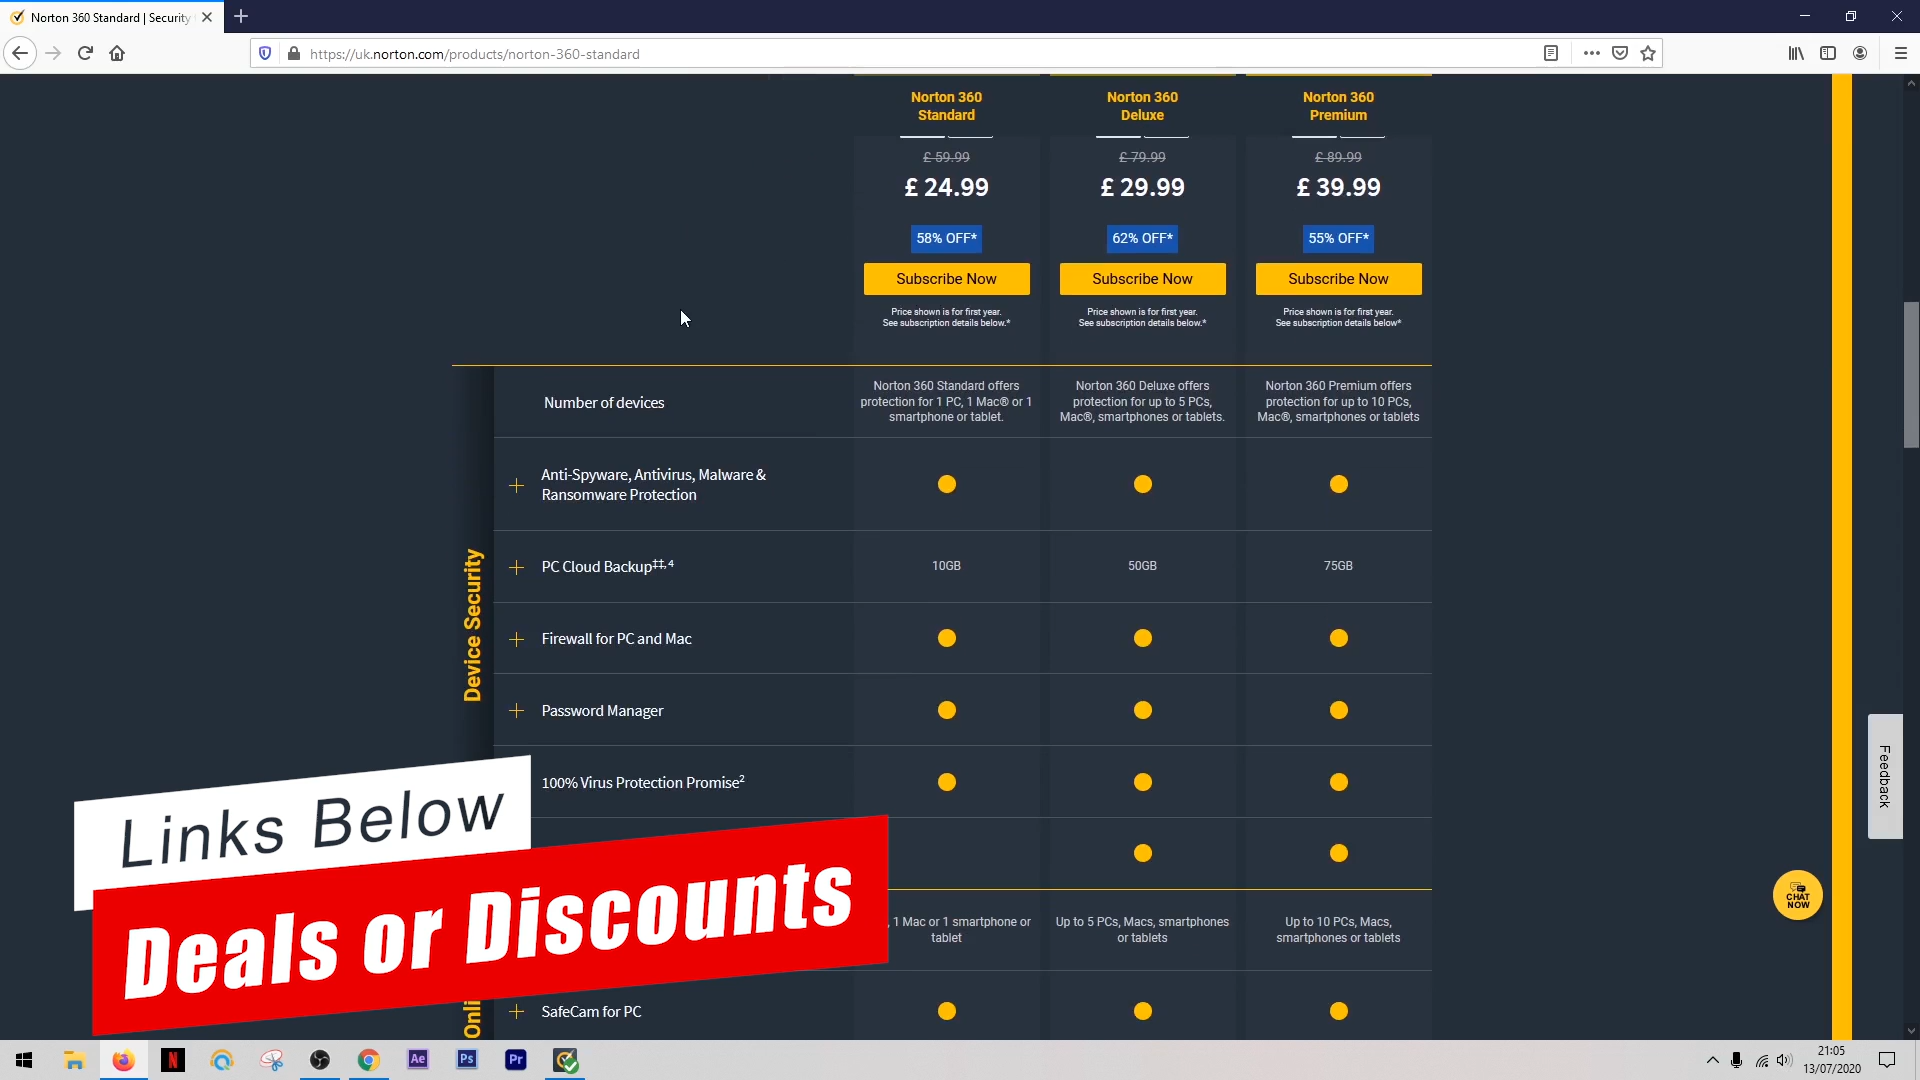 Norton 360 Standard | Security
https://uk.norton.com/products/norton-360-standard
Norton 360
Standard
Norton 360
Deluxe
Norton 360
Premium
£ 59.99
£ 79.99
£ 89.99
£ 24.99
£ 29.99
£ 39.99
58% OFF*
62% OFF*
55% OFF*
Subscribe Now
Subscribe Now
Subscribe Now
Price shown is for first year.
See subscription details below.*
Price shown is for first year.
See subscription details below.*
Price shown is for first year.
See subscription details below*
Device Security
Number of devices
Norton 360 Standard offers
protection for 1 PC, 1 Mac® or 1
smartphone or tablet.
Norton 360 Deluxe offers
protection for up to 5 PCs,
Mac®, smartphones or tablets.
Norton 360 Premium offers
protection for up to 10 PCs,
Mac®, smartphones or tablets
Anti-Spyware, Antivirus, Malware &
Ransomware Protection
PC Cloud Backup‡‡, 4
10GB
50GB
75GB
Firewall for PC and Mac
Password Manager
100% Virus Protection Promise2
, 1 Mac or 1 smartphone or
tablet
Up to 5 PCs, Macs, smartphones
or tablets
Up to 10 PCs, Macs,
smartphones or tablets
Onli
SafeCam for PC
Links Below
Deals or Discounts
Feedback
CHAT
NOW
N
Ae
Ps
Pr
21:05
13/07/2020